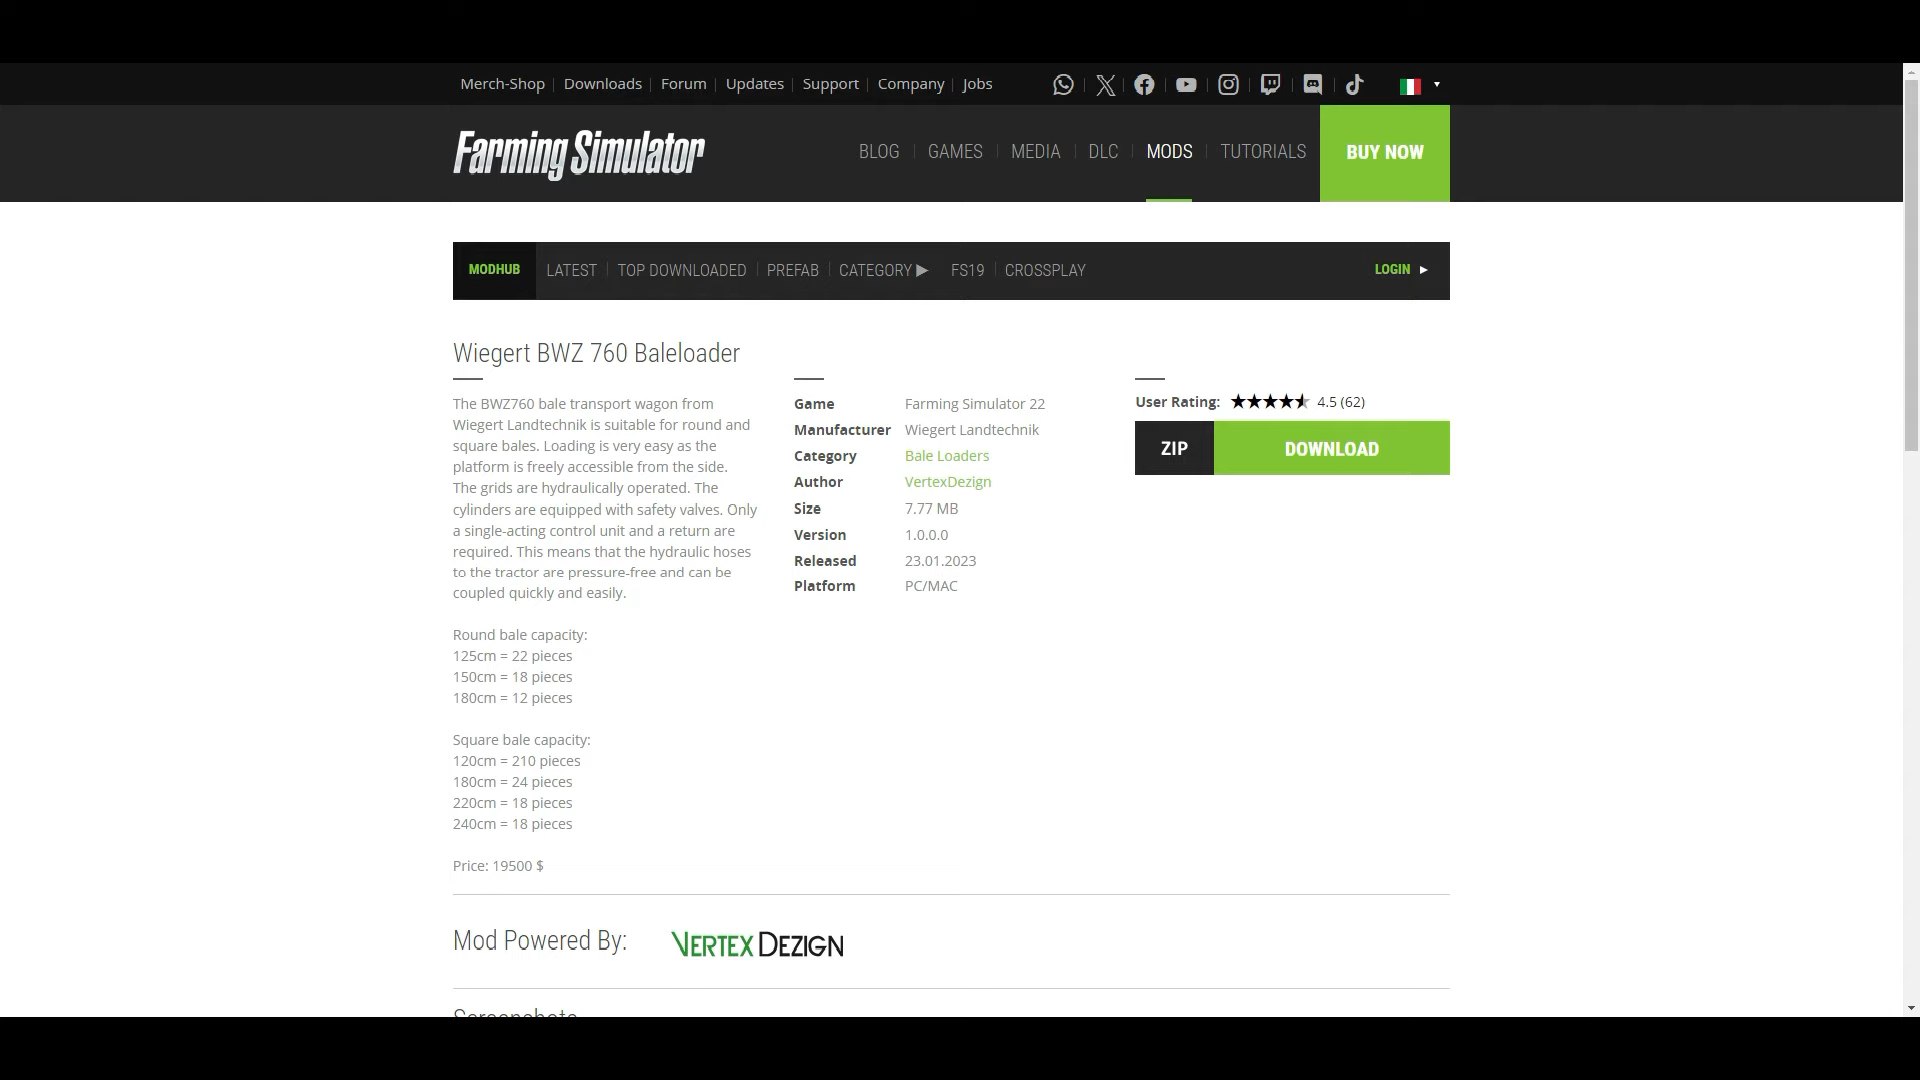 Merch-Shop Downloads Forum Updates Support Company Jobs
Farming Simulator BLOG GAMES MEDIA DLC MODS TUTORIALS BUY NOW
MODHUB LATEST TOP DOWNLOADED PREFAB CATEGORY ▶ FS19 CROSSPLAY LOGIN ▶
Wiegert BWZ 760 Baleloader
The BWZ760 bale transport wagon from
Wiegert Landtechnik is suitable for round and
square bales. Loading is very easy as the
platform is freely accessible from the side.
The grids are hydraulically operated. The
cylinders are equipped with safety valves. Only
a single-acting control unit and a return are
required. This means that the hydraulic hoses
to the tractor are pressure-free and can be
coupled quickly and easily.
Round bale capacity:
125cm = 22 pieces
150cm = 18 pieces
180cm = 12 pieces
Square bale capacity:
120cm = 210 pieces
180cm = 24 pieces
220cm = 18 pieces
240cm = 18 pieces
Price: 19500 $
Game Farming Simulator 22
Manufacturer Wiegert Landtechnik
Category Bale Loaders
Author VertexDezign
Size 7.77 MB
Version 1.0.0.0
Released 23.01.2023
Platform PC/MAC
User Rating: 4.5 (62)
ZIP DOWNLOAD
Mod Powered By: VERTEXDEZIGN
Screenshots